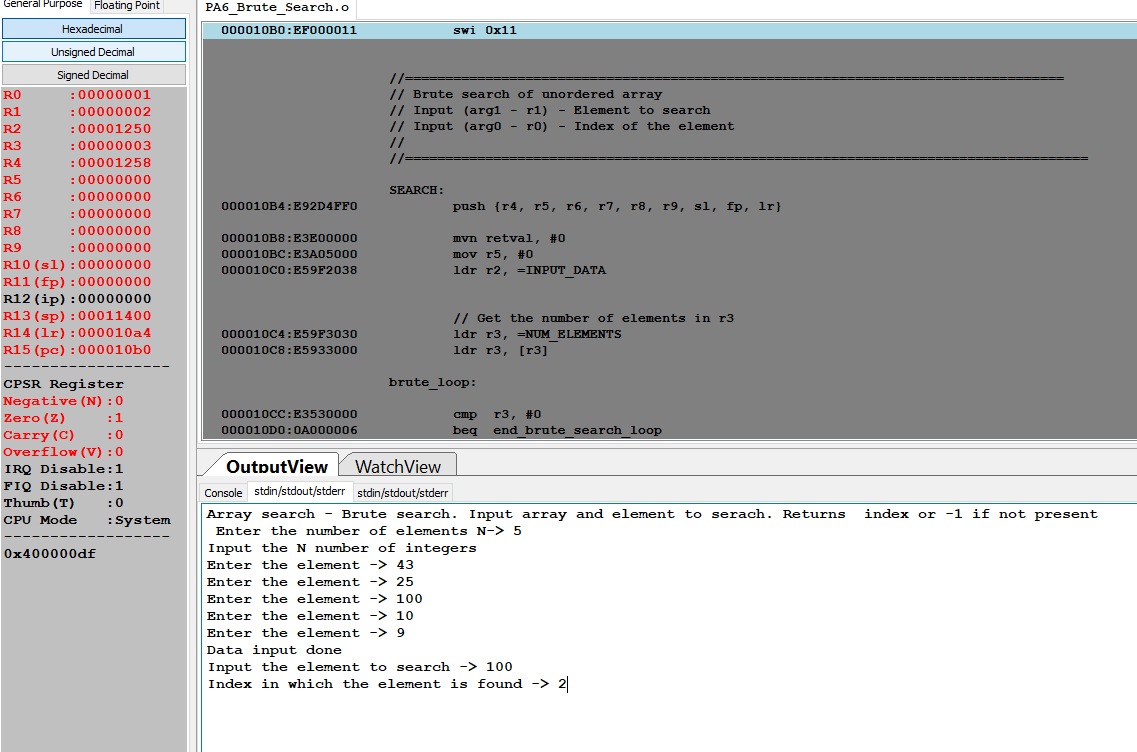 General Purpose Floating Point
Hexadecimal
Unsigned Decimal
Signed Decimal
R0 :00000001
R1 :00000002
R2 :00001250
R3 :00000003
R4 :00001258
R5 :00000000
R6 :00000000
R7 :00000000
R8 :00000000
R9 :00000000
R10(sl):00000000
R11(fp):00000000
R12(ip):00000000
R13(sp):00011400
R14(lr):000010a4
R15(pc):000010b0
-------------------
CPSR Register
Negative(N):0
Zero(Z) :1
Carry(C) :0
Overflow(V):0
IRQ Disable:1
FIQ Disable:1
Thumb(T) :0
CPU Mode :System
-------------------
0x400000df
PA6_Brute_Search.o
000010B0:EF000011 swi 0x11
//==================================================================================
// Brute search of unordered array
// Input (arg1 - r1) - Element to search
// Input (arg0 - r0) - Index of the element
//
//=====================================================================================
SEARCH:
000010B4:E92D4FF0 push {r4, r5, r6, r7, r8, r9, sl, fp, lr}
000010B8:E3E00000 mvn retval, #0
000010BC:E3A05000 mov r5, #0
000010C0:E59F2038 ldr r2, =INPUT_DATA
// Get the number of elements in r3
000010C4:E59F3030 ldr r3, =NUM_ELEMENTS
000010C8:E5933000 ldr r3, [r3]
brute_loop:
000010CC:E3530000 cmp r3, #0
000010D0:0A000006 beq end_brute_search_loop
OutputView WatchView
Console stdin/stdout/stderr stdin/stdout/stderr
Array search - Brute search. Input array and element to serach. Returns  index or -1 if not present
Enter the number of elements N-> 5
Input the N number of integers
Enter the element -> 43
Enter the element -> 25
Enter the element -> 100
Enter the element -> 10
Enter the element -> 9
Data input done
Input the element to search -> 100
Index in which the element is found -> 2